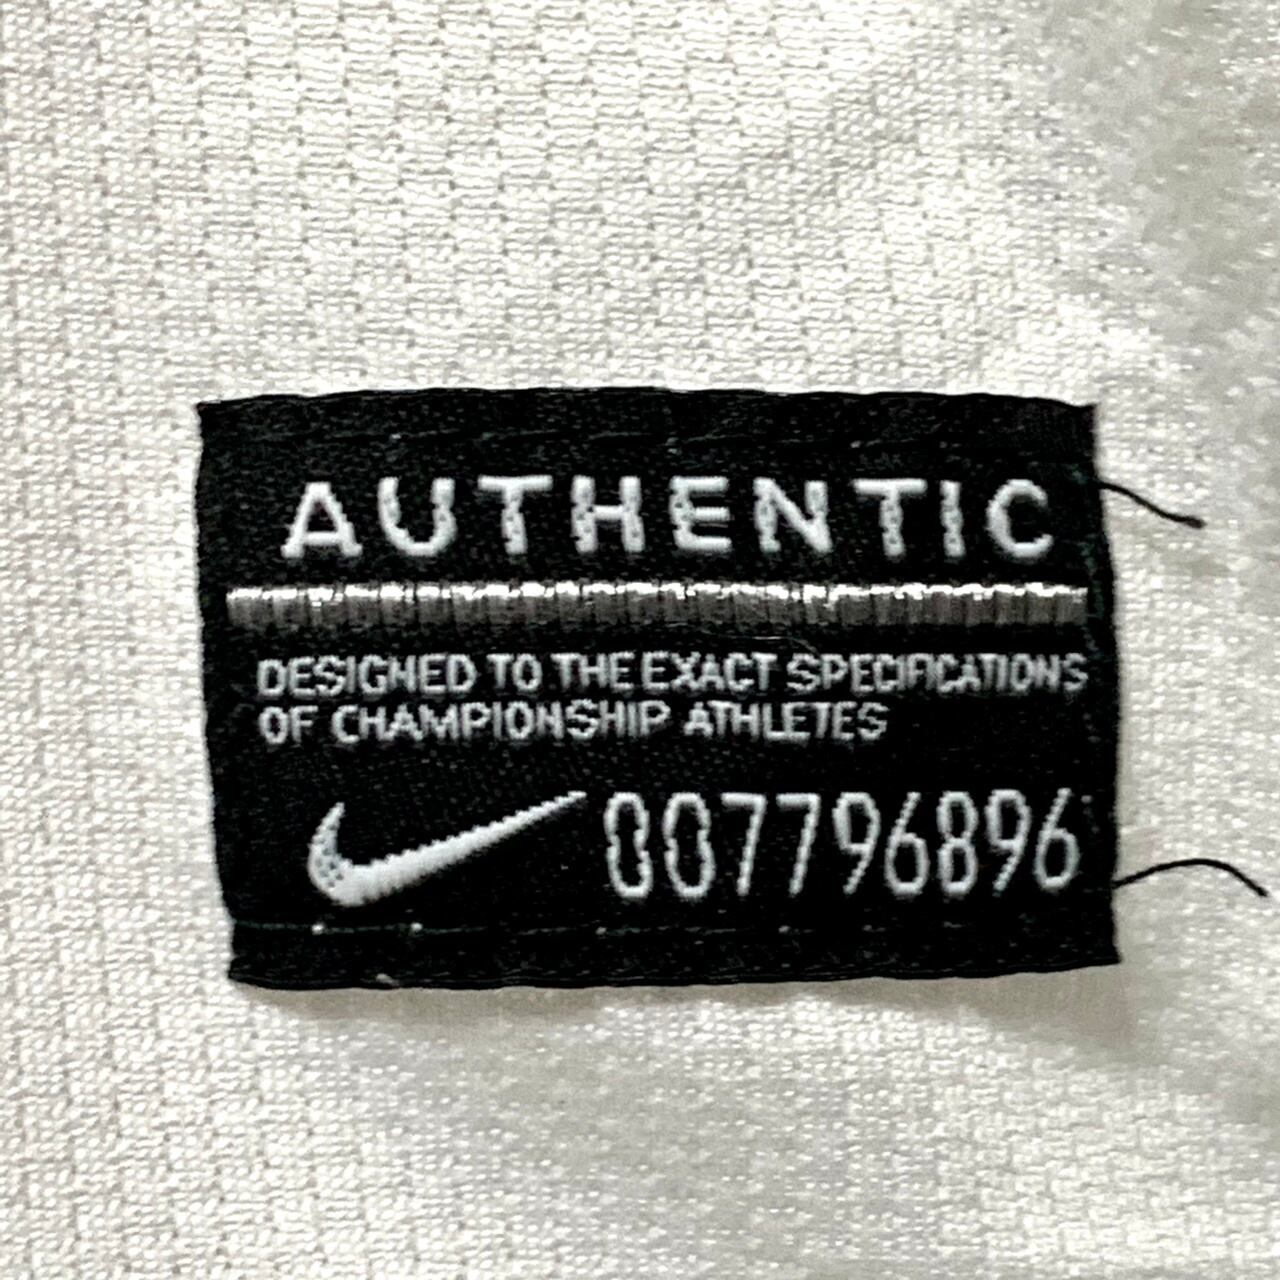 AUTHENTIC
DESIGNED TO THE EXACT SPECIFICATIONS
OF CHAMPIONSHIP ATHLETES
007796896